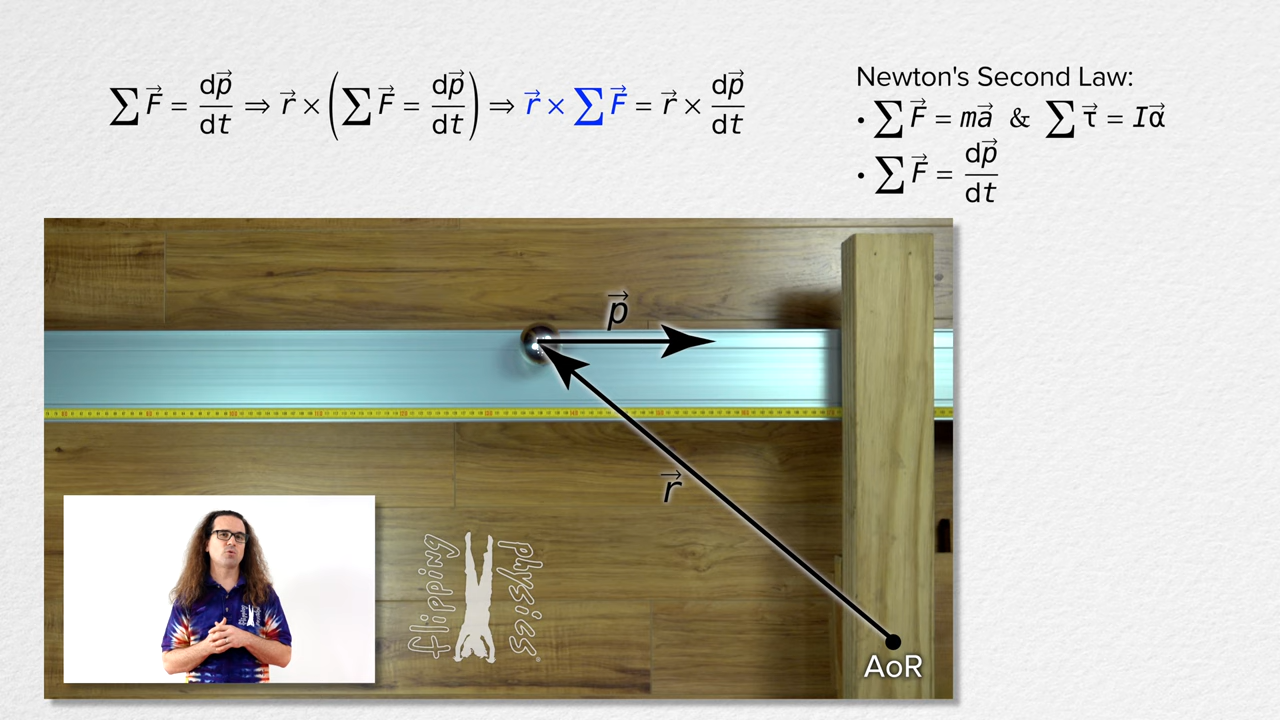 ∑F⃗ = dp⃗/dt ⇒ r⃗ × (∑F⃗ = dp⃗/dt) ⇒ r⃗ × ∑F⃗ = r⃗ × dp⃗/dt
Newton's Second Law:
• ∑F⃗ = ma⃗ & ∑τ⃗ = Iα⃗
• ∑F⃗ = dp⃗/dt
p⃗
r⃗
flipping
physics
AoR